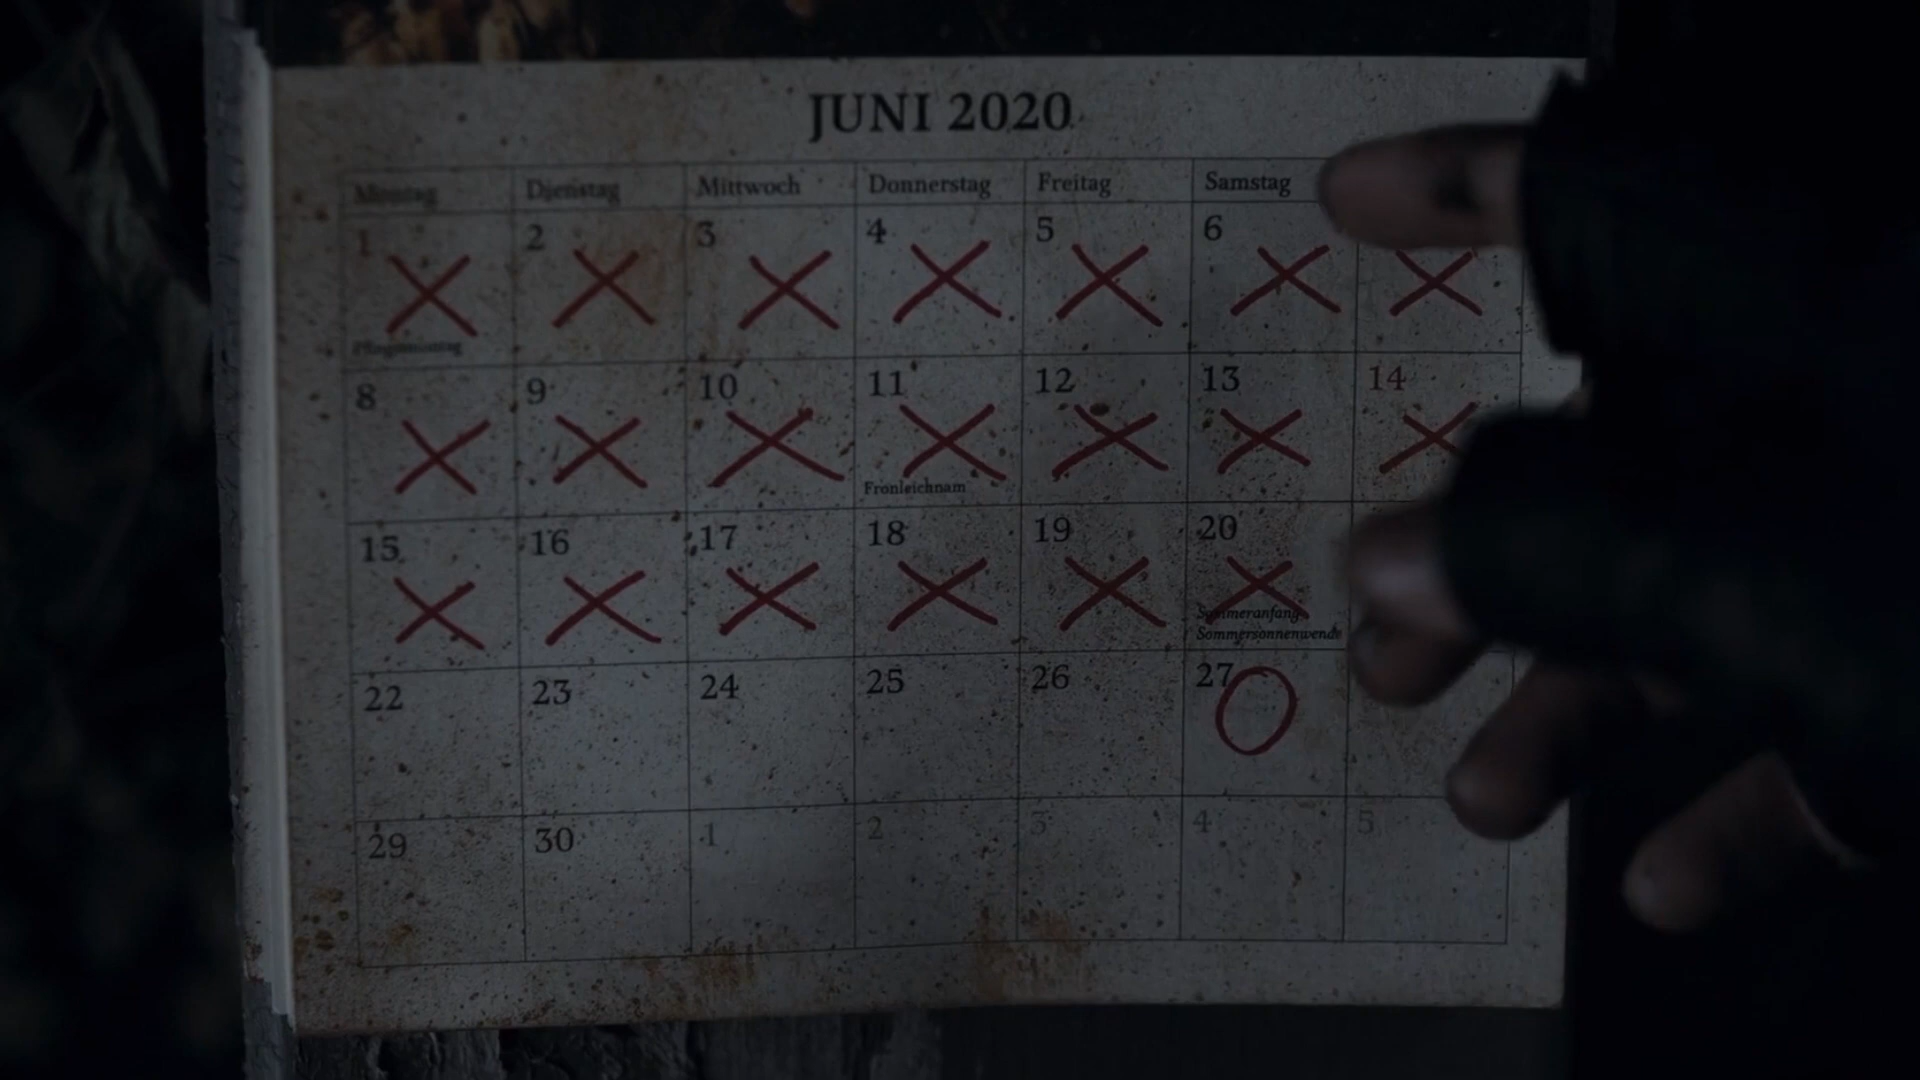 JUNI 2020
Montag Dienstag Mittwoch Donnerstag Freitag Samstag
1 2 3 4 5 6
Pfingstmontag
8 9 10 11 12 13 14
Fronleichnam
15 16 17 18 19 20
Sommeranfang,
Sommersonnenwende
22 23 24 25 26 27
29 30 1 2 3 4 5